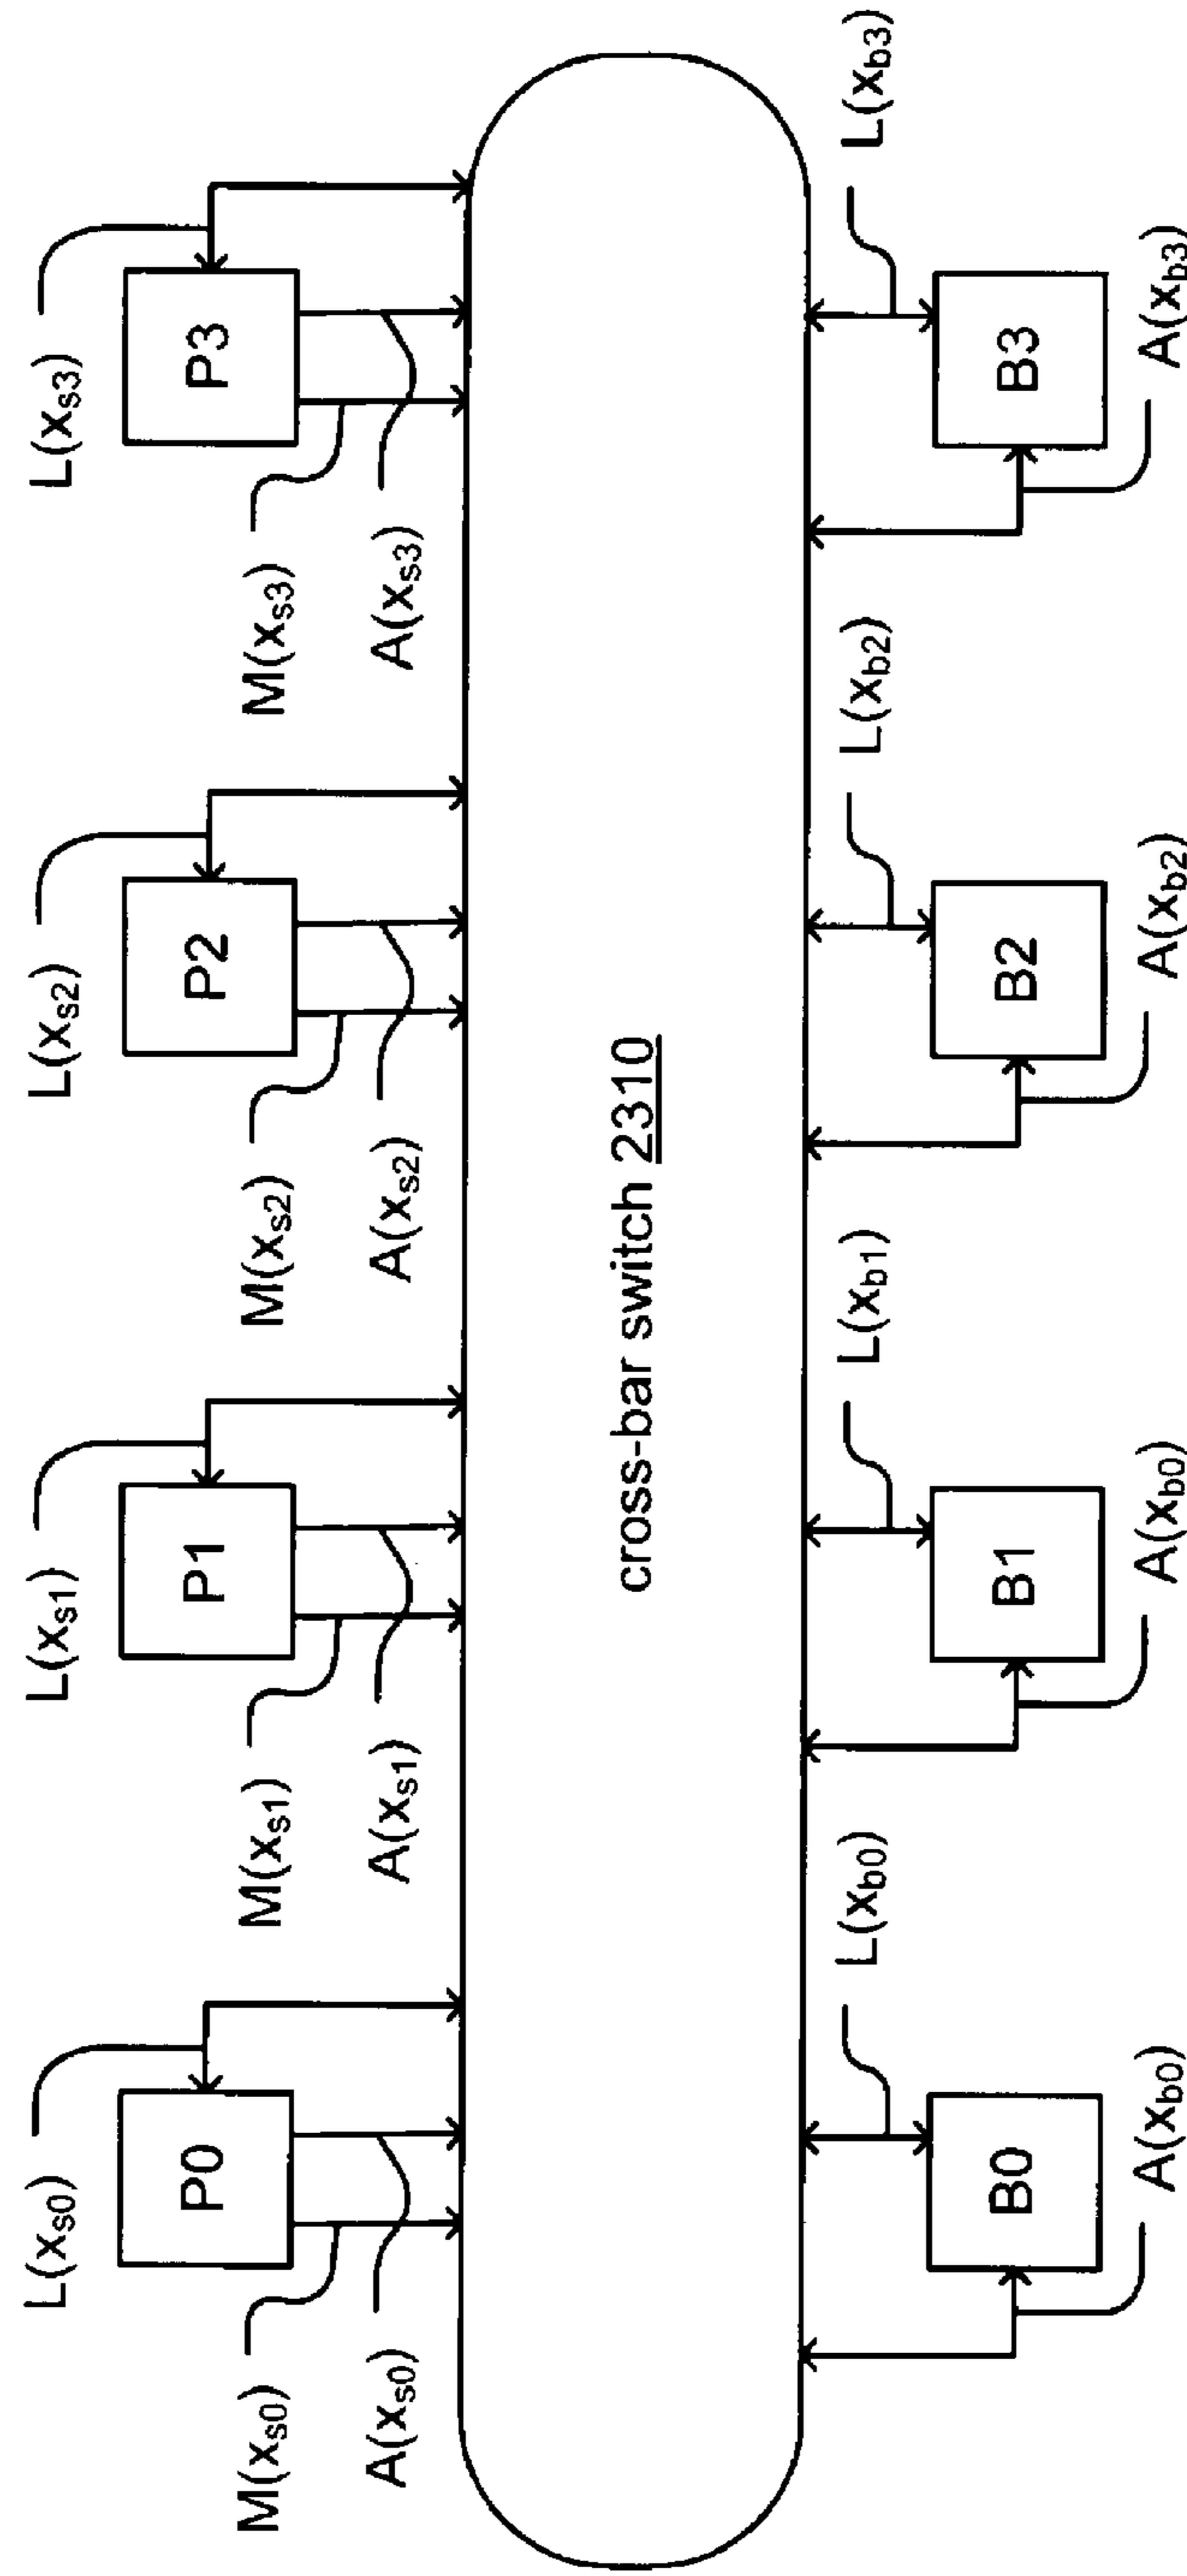 L(xs0)
L(xs1)
L(xs2)
L(xs3)
P0
P1
P2
P3
M(xs0)
M(xs1)
M(xs2)
M(xs3)
A(xs0)
A(xs1)
A(xs2)
A(xs3)
cross-bar switch 2310
L(xb0)
L(xb1)
L(xb2)
L(xb3)
B0
B1
B2
B3
A(xb0)
A(xb0)
A(xb2)
A(xb3)